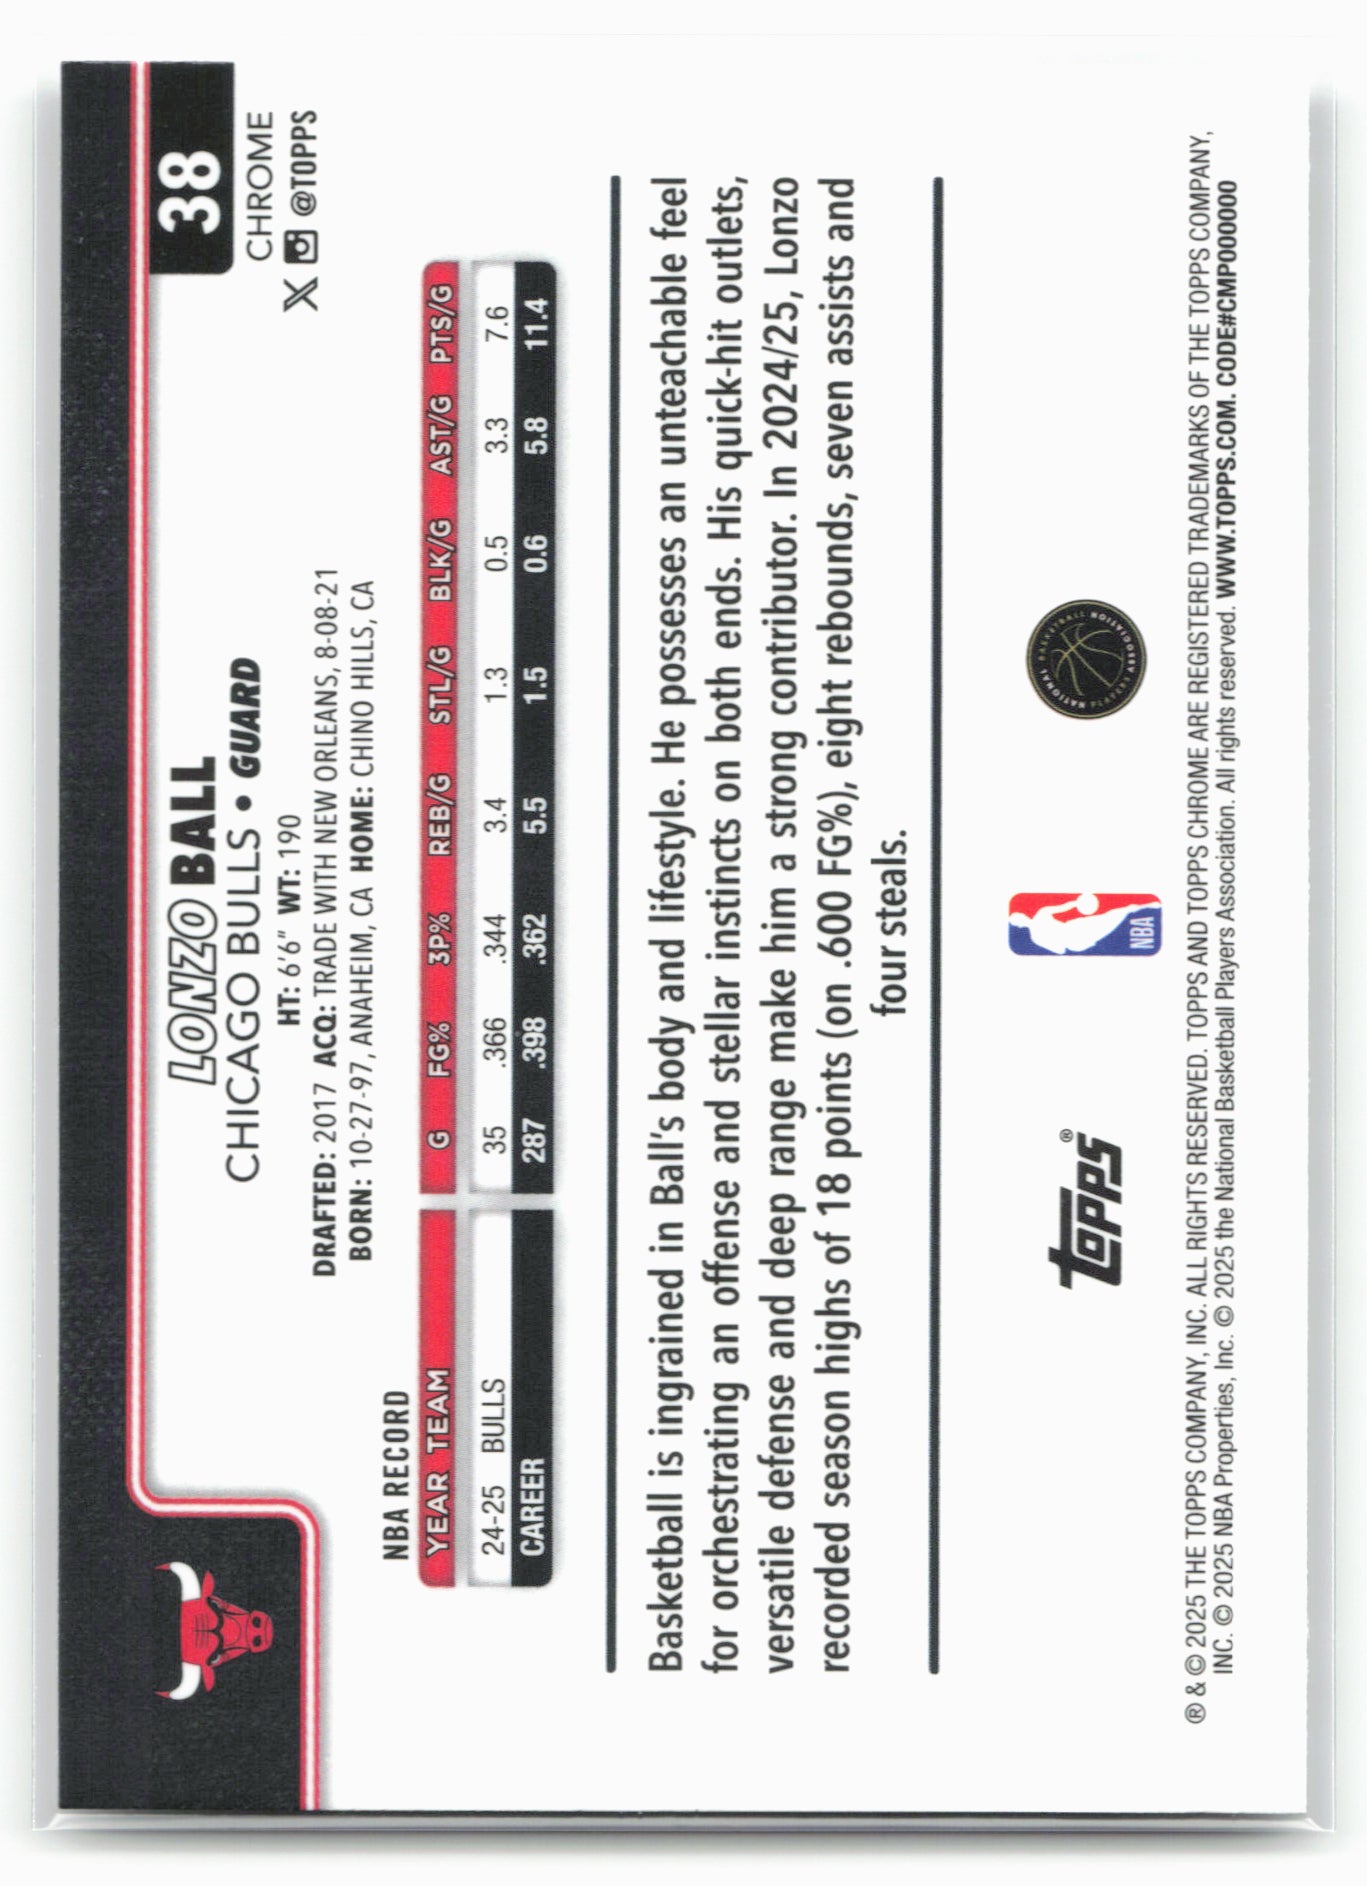 38
CHROME
@TOPPS
LONZO BALL
CHICAGO BULLS • GUARD
HT: 6'6" WT: 190
DRAFTED: 2017 ACQ: TRADE WITH NEW ORLEANS, 8-08-21
BORN: 10-27-97, ANAHEIM, CA HOME: CHINO HILLS, CA
NBA RECORD
YEAR TEAM G FG% 3P% REB/G STL/G BLK/G AST/G PTS/G
24-25 BULLS 35 .366 .344 3.4 1.3 0.5 3.3 7.6
CAREER 287 .398 .362 5.5 1.5 0.6 5.8 11.4
Basketball is ingrained in Ball's body and lifestyle. He possesses an unteachable feel
for orchestrating an offense and stellar instincts on both ends. His quick-hit outlets,
versatile defense and deep range make him a strong contributor. In 2024/25, Lonzo
recorded season highs of 18 points (on .600 FG%), eight rebounds, seven assists and
four steals.
Topps®
NBA
NATIONAL BASKETBALL PLAYERS ASSOCIATION
® & © 2025 THE TOPPS COMPANY, INC. ALL RIGHTS RESERVED. TOPPS AND TOPPS CHROME ARE REGISTERED TRADEMARKS OF THE TOPPS COMPANY,
INC. © 2025 NBA Properties, Inc. © 2025 the National Basketball Players Association. All rights reserved. WWW.TOPPS.COM. CODE#CMP000000